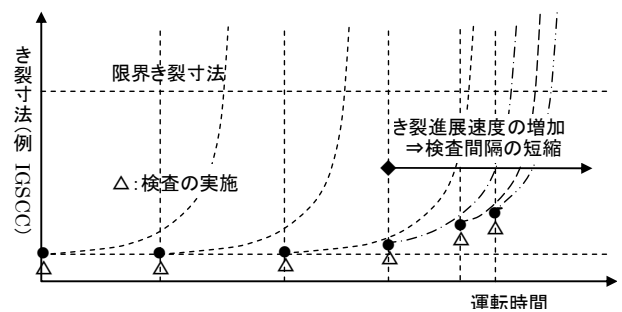 き裂寸法(例 IGSCC)
限界き裂寸法
き裂進展速度の増加
⇒検査間隔の短縮
△:検査の実施
運転時間